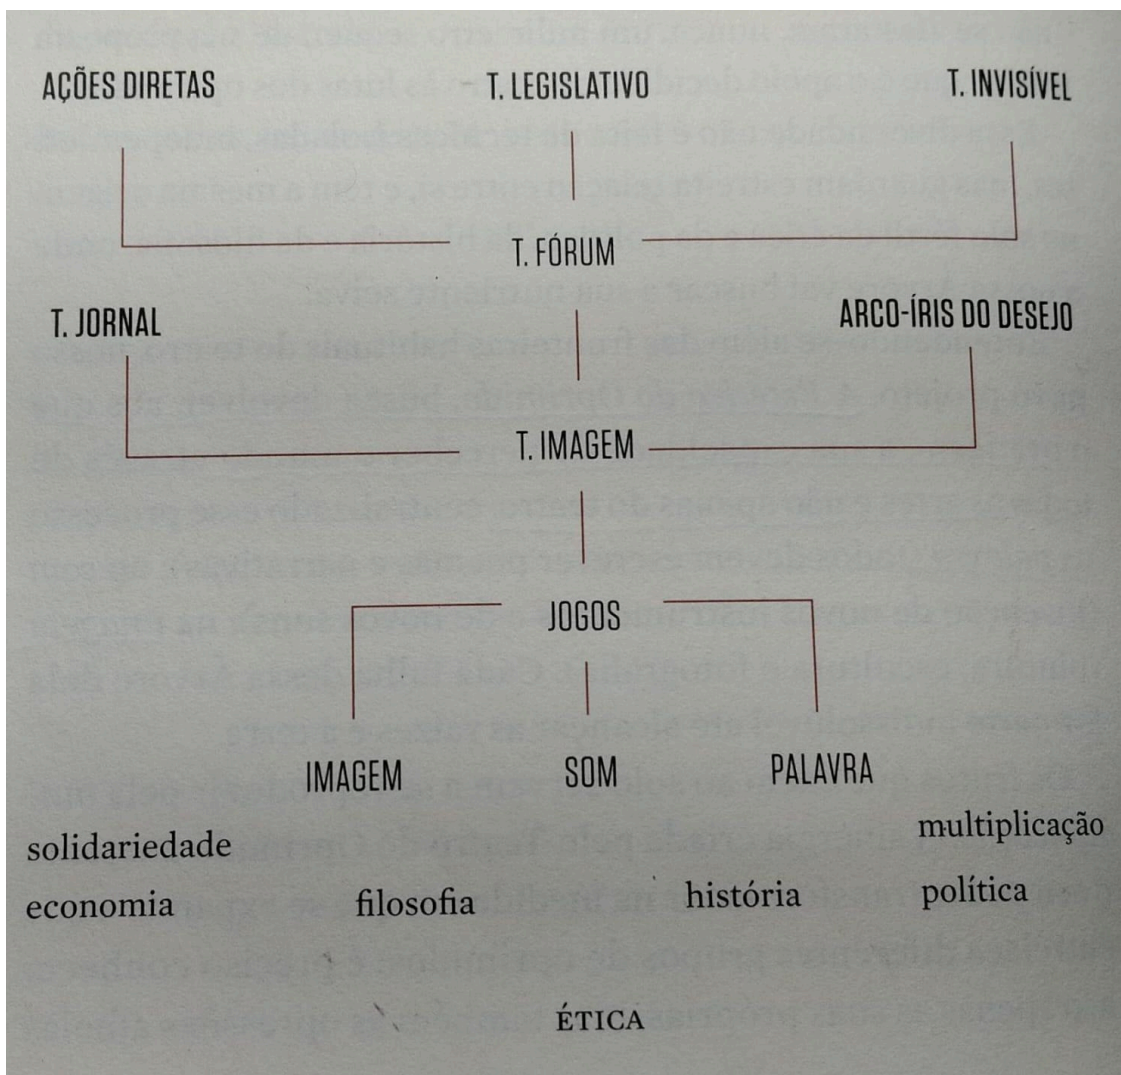 AÇÕES DIRETAS T. LEGISLATIVO T. INVISÍVEL
T. FÓRUM
T. JORNAL ARCO-ÍRIS DO DESEJO
T. IMAGEM
JOGOS
IMAGEM SOM PALAVRA
solidariedade multiplicação
economia filosofia história política
ÉTICA